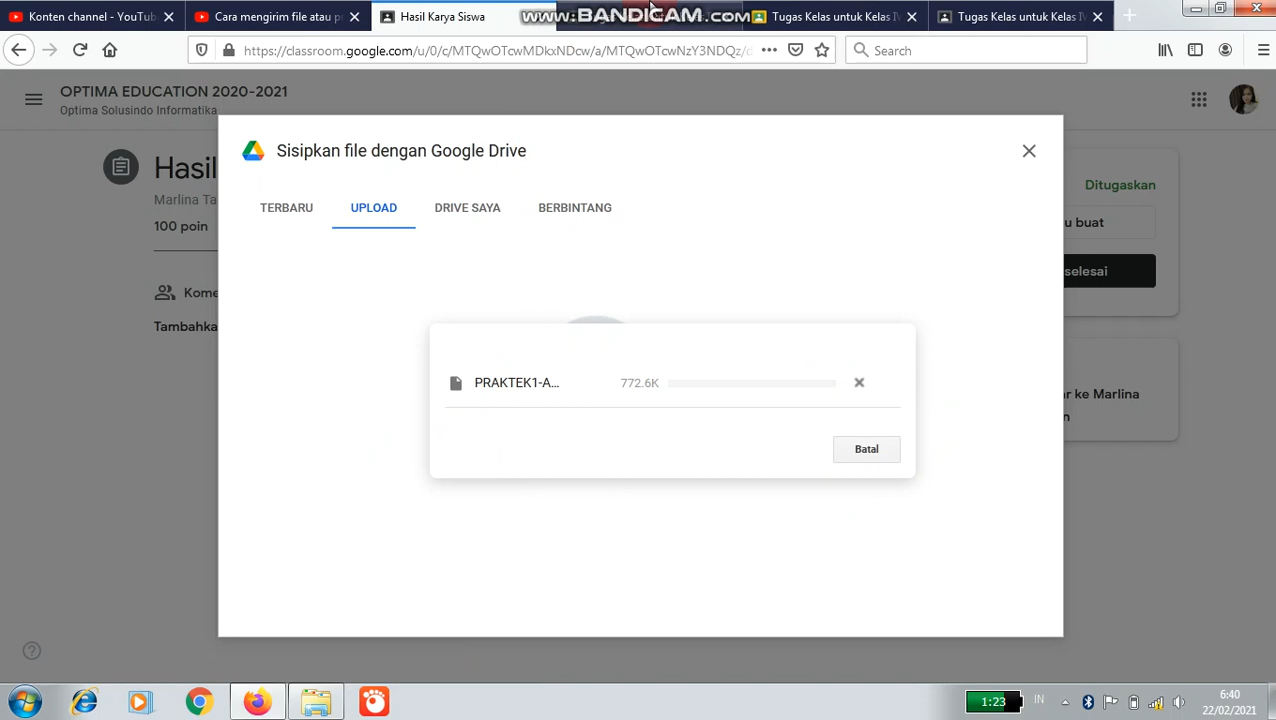 Konten channel - YouTub
Cara mengirim file atau p
Hasil Karya Siswa
www.BANDICAM.com
Tugas Kelas untuk Kelas IV
Tugas Kelas untuk Kelas IV
https://classroom.google.com/u/0/c/MTQwOTcwMDkxNDcw/a/MTQwOTcwNzY3NDQz/d
Search
OPTIMA EDUCATION 2020-2021
Optima Solusindo Informatika
Hasil
Marlina Ta
100 poin
Kome
Tambahka
Ditugaskan
u buat
selesai
ar ke Marlina
n
Sisipkan file dengan Google Drive
TERBARU
UPLOAD
DRIVE SAYA
BERBINTANG
PRAKTEK1-A...
772.6K
Batal
1:23
IN
6:40
22/02/2021